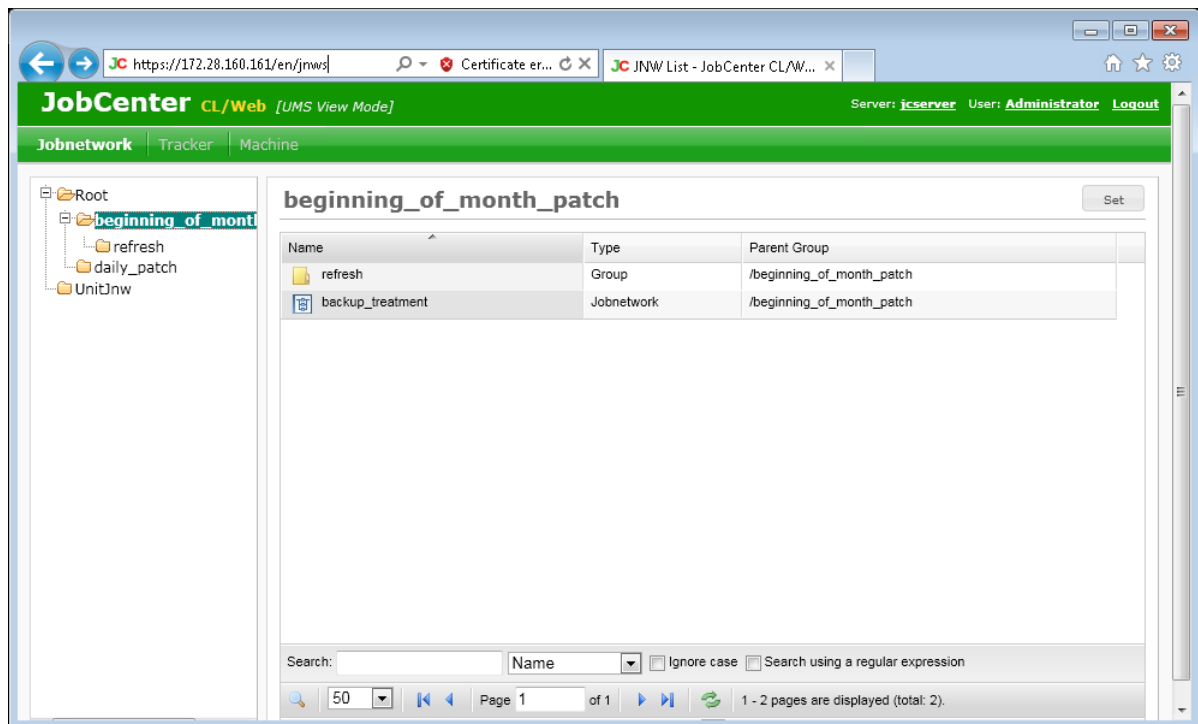 https://172.28.160.161/en/jnws Certificate er... JNW List - JobCenter CL/W...
JobCenter CL/Web [UMS View Mode] Server: jcserver User: Administrator Logout
Jobnetwork Tracker Machine
Root
beginning_of_mont
refresh
daily_patch
UnitJnw
beginning_of_month_patch Set
Name Type Parent Group
refresh Group /beginning_of_month_patch
backup_treatment Jobnetwork /beginning_of_month_patch
Search: Name Ignore case Search using a regular expression
50 Page 1 of 1 1 - 2 pages are displayed (total: 2).